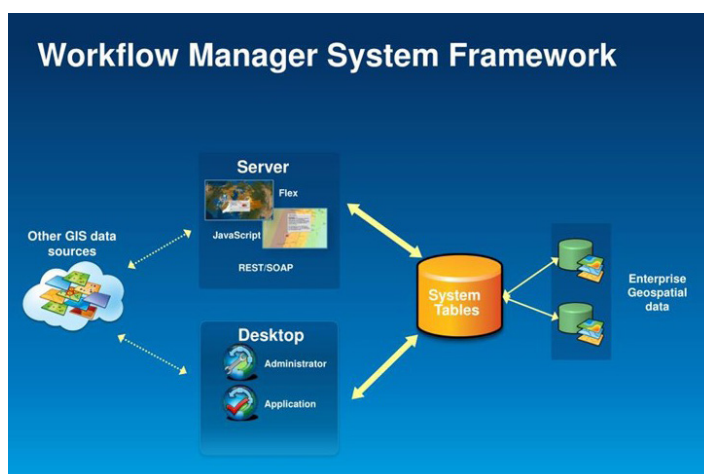 Workflow Manager System Framework
Server
Flex
JavaScript
REST/SOAP
Other GIS data
sources
Desktop
Administrator
Application
System
Tables
Enterprise
Geospatial
data